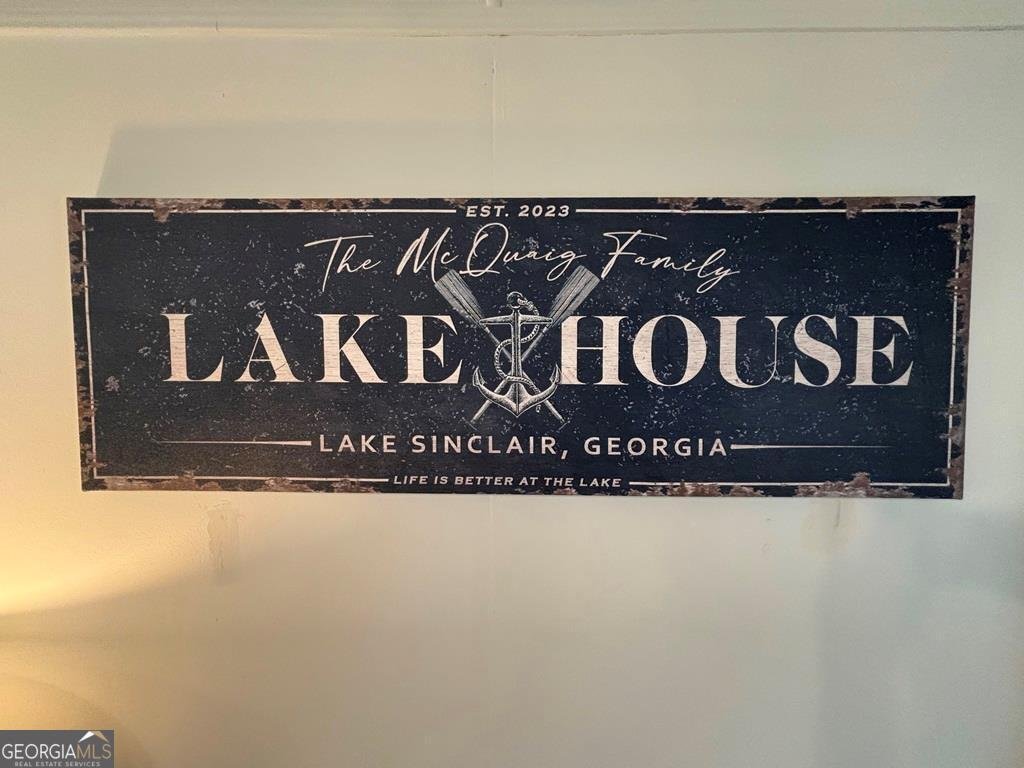 EST. 2023
The McQuaig Family
LAKE HOUSE
LAKE SINCLAIR, GEORGIA
LIFE IS BETTER AT THE LAKE
GEORGIAMLS
REAL ESTATE SERVICES